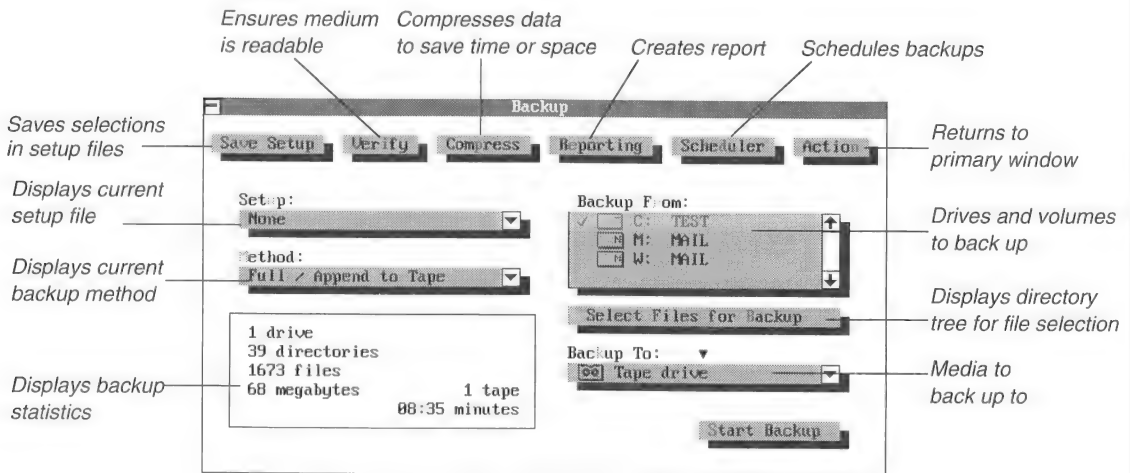 Ensures medium
is readable
Compresses data
to save time or space
Creates report
Schedules backups
Backup
Saves selections
in setup files
Save Setup
Verify
Compress
Reporting
Scheduler
Action
Returns to
primary window
Displays current
setup file
Setup:
None
Backup From:
C: TEST
M: MAIL
W: MAIL
Drives and volumes
to back up
Displays current
backup method
Method:
Full / Append to Tape
Select Files for Backup
Displays directory
tree for file selection
Displays backup
statistics
1 drive
39 directories
1673 files
68 megabytes 1 tape
08:35 minutes
Backup To:
Tape drive
Media to
back up to
Start Backup